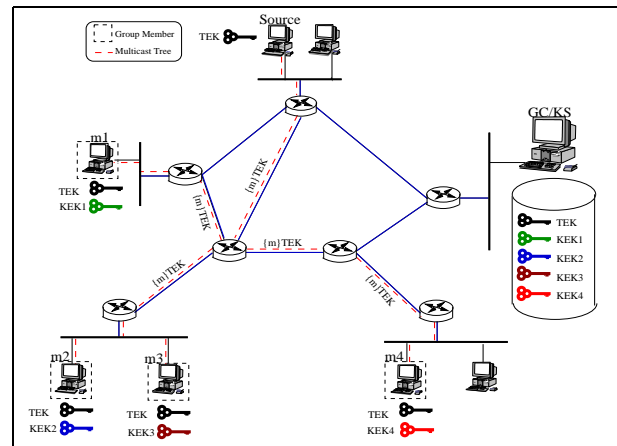 Source
TEK
Group Member
Multicast Tree
GC/KS
m1
TEK
KEK1
{m}TEK
{m}TEK
{m}TEK
{m}TEK
{m}TEK
TEK
KEK1
KEK2
KEK3
KEK4
m2
m3
m4
TEK
KEK2
TEK
KEK3
TEK
KEK4